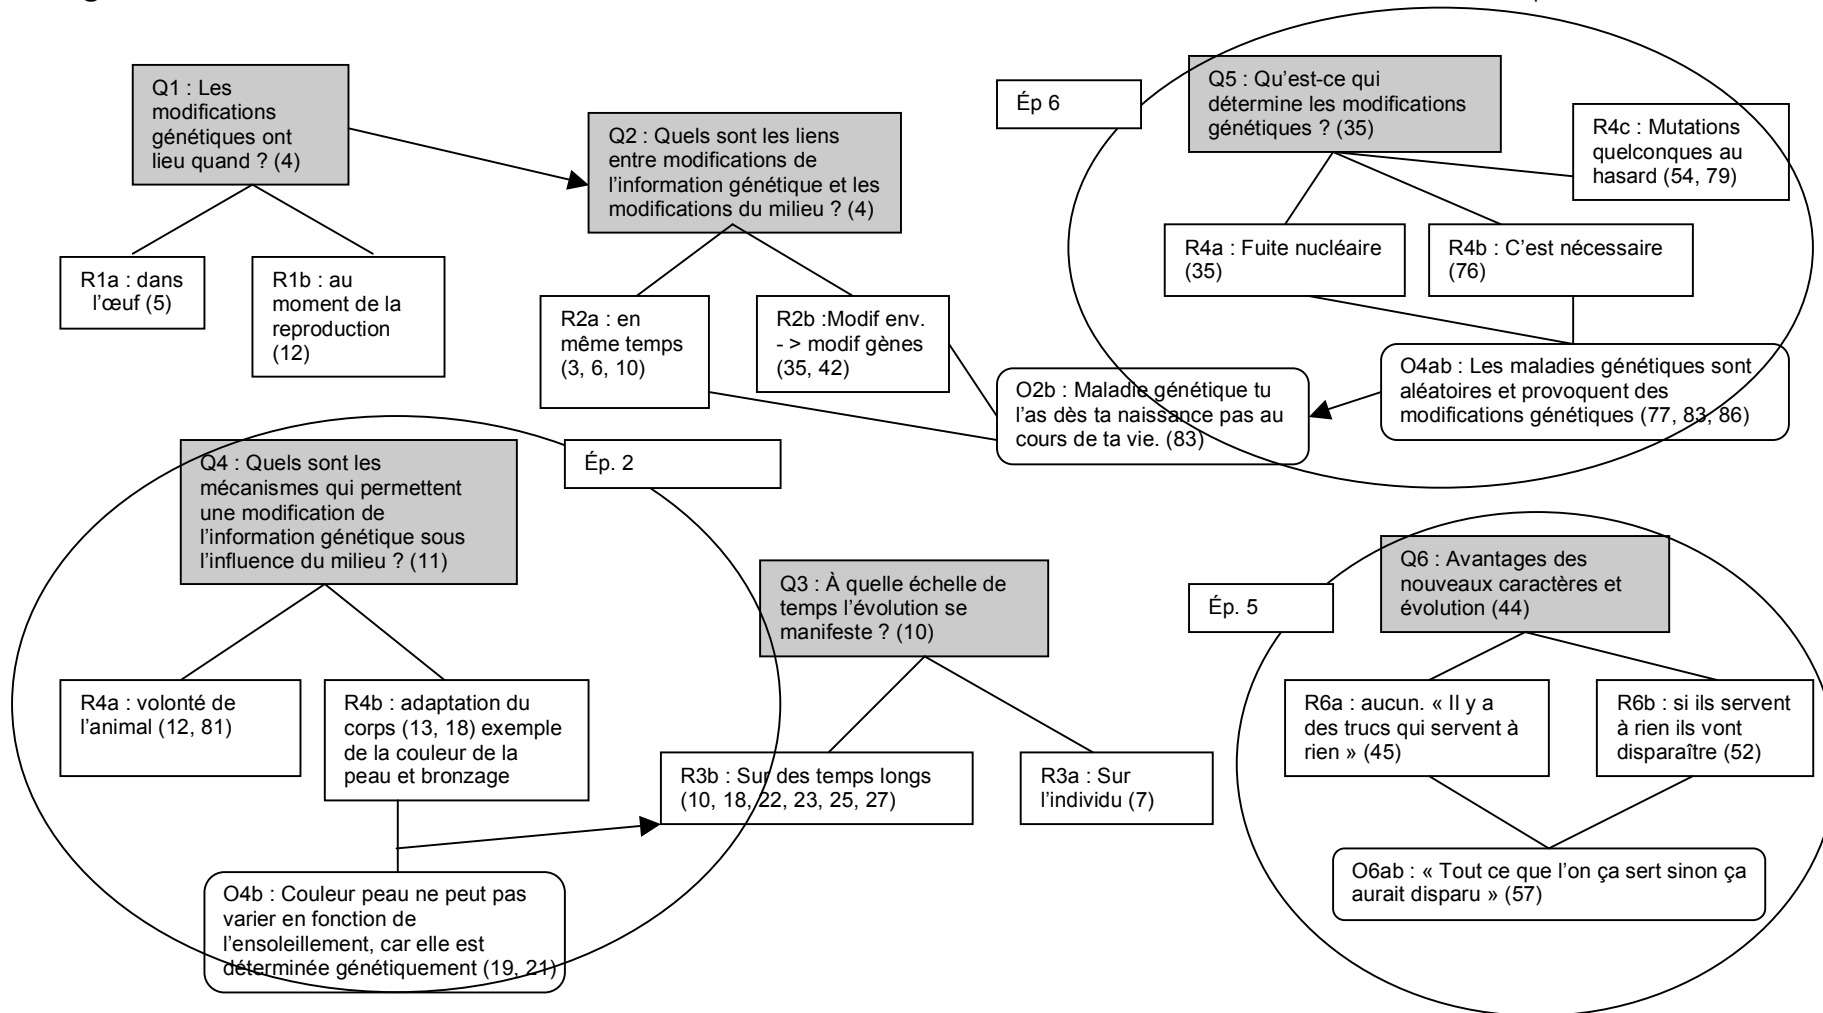 Q1 : Les
modifications
génétiques ont
lieu quand ? (4)
R1a : dans
l’œuf (5)
R1b : au
moment de la
reproduction
(12)
Q2 : Quels sont les liens
entre modifications de
l’information génétique et les
modifications du milieu ? (4)
R2a : en
même temps
(3, 6, 10)
R2b :Modif env.
- > modif gènes
(35, 42)
O2b : Maladie génétique tu
l’as dès ta naissance pas au
cours de ta vie. (83)
Ép 6
Q5 : Qu’est-ce qui
détermine les modifications
génétiques ? (35)
R4c : Mutations
quelconques au
hasard (54, 79)
R4a : Fuite nucléaire
(35)
R4b : C’est nécessaire
(76)
O4ab : Les maladies génétiques sont
aléatoires et provoquent des
modifications génétiques (77, 83, 86)
Ép. 2
Q4 : Quels sont les
mécanismes qui permettent
une modification de
l’information génétique sous
l’influence du milieu ? (11)
R4a : volonté de
l’animal (12, 81)
R4b : adaptation du
corps (13, 18) exemple
de la couleur de la
peau et bronzage
O4b : Couleur peau ne peut pas
varier en fonction de
l’ensoleillement, car elle est
déterminée génétiquement (19, 21)
Q3 : À quelle échelle de
temps l’évolution se
manifeste ? (10)
R3b : Sur des temps longs
(10, 18, 22, 23, 25, 27)
R3a : Sur
l’individu (7)
Ép. 5
Q6 : Avantages des
nouveaux caractères et
évolution (44)
R6a : aucun. « Il y a
des trucs qui servent à
rien » (45)
R6b : si ils servent
à rien ils vont
disparaître (52)
O6ab : « Tout ce que l’on ça sert sinon ça
aurait disparu » (57)